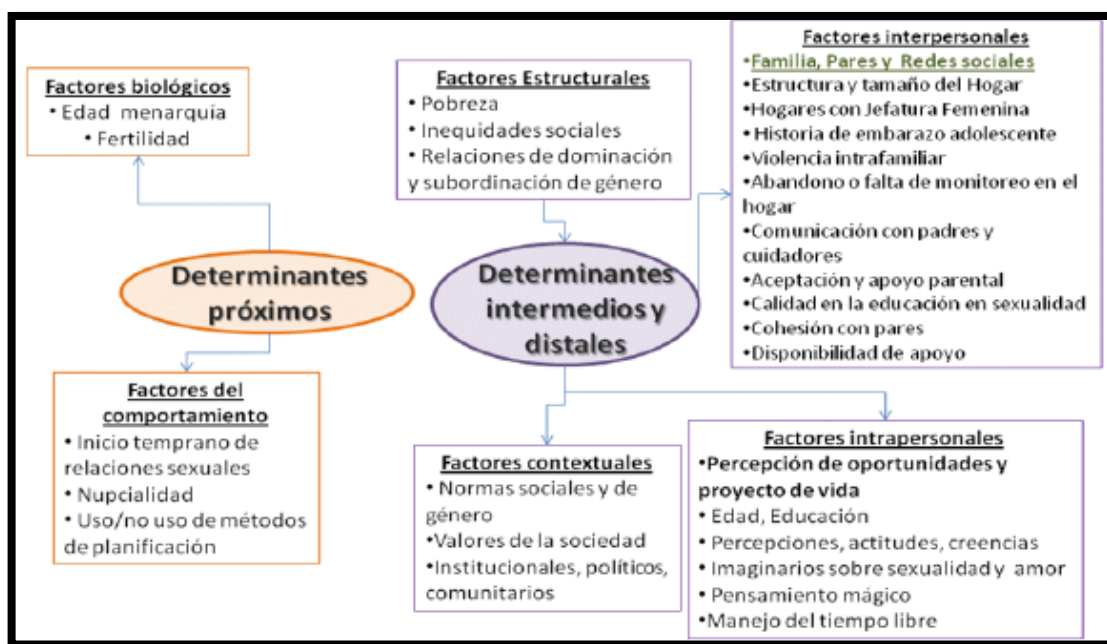 Factores biológicos
• Edad menarquía
• Fertilidad
Determinantes
próximos
Factores del
comportamiento
• Inicio temprano de
relaciones sexuales
• Nupcialidad
• Uso/no uso de métodos
de planificación
Factores Estructurales
• Pobreza
• Inequidades sociales
• Relaciones de dominación
y subordinación de género
Determinantes
intermedios y
distales
Factores interpersonales
•Familia, Pares y Redes sociales
•Estructura y tamaño del Hogar
•Hogares con Jefatura Femenina
• Historia de embarazo adolescente
•Violencia intrafamiliar
•Abandono o falta de monitoreo en el
hogar
•Comunicación con padres y
cuidadores
•Aceptación y apoyo parental
•Calidad en la educación en sexualidad
•Cohesión con pares
•Disponibilidad de apoyo
Factores contextuales
• Normas sociales y de
género
•Valores de la sociedad
•Institucionales, políticos,
comunitarios
Factores intrapersonales
•Percepción de oportunidades y
proyecto de vida
• Edad, Educación
• Percepciones, actitudes, creencias
• Imaginarios sobre sexualidad y amor
• Pensamiento mágico
• Manejo del tiempo libre